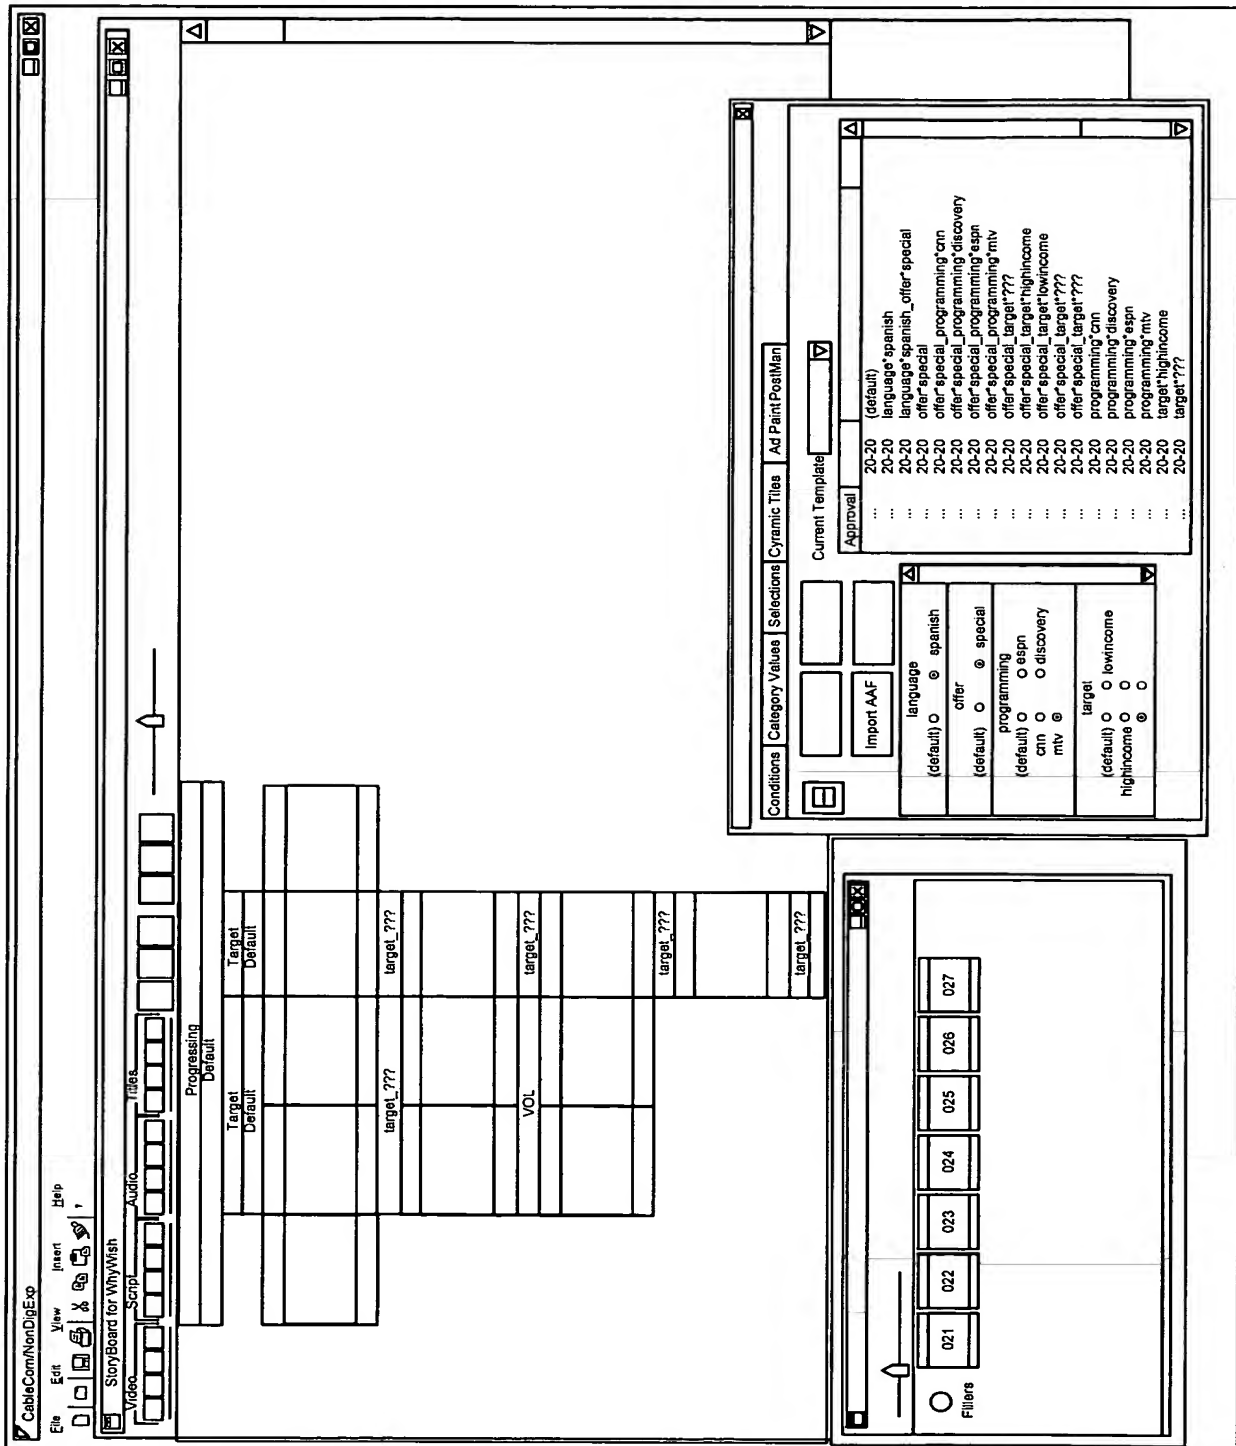 CableCom/NonDigExp
File Edit View Insert Help
?
StoryBoard for WhyWish
Video Script Audio Titles
Progressing
Default
Target Target
Default Default
target_??? target_???
VOL target_???
target_???
target_???
Fillers
021 022 023 024 025 026 027
Conditions Category Values Selections Cyramic Tiles Ad Paint PostMan
Current Template
Import AAF
language
(default) spanish
offer
(default) special
programming
(default) espn
cnn discovery
mtv
target
(default) lowincome
highincome
Approval
... 20-20 (default)
... 20-20 language*spanish
... 20-20 language*spanish_offer*special
... 20-20 offer*special
... 20-20 offer*special_programming*cnn
... 20-20 offer*special_programming*discovery
... 20-20 offer*special_programming*espn
... 20-20 offer*special_programming*mtv
... 20-20 offer*special_target*???
... 20-20 offer*special_target*highincome
... 20-20 offer*special_target*lowincome
... 20-20 offer*special_target*???
... 20-20 offer*special_target*???
... 20-20 programming*cnn
... 20-20 programming*discovery
... 20-20 programming*espn
... 20-20 programming*mtv
... 20-20 target*highincome
... 20-20 target*???